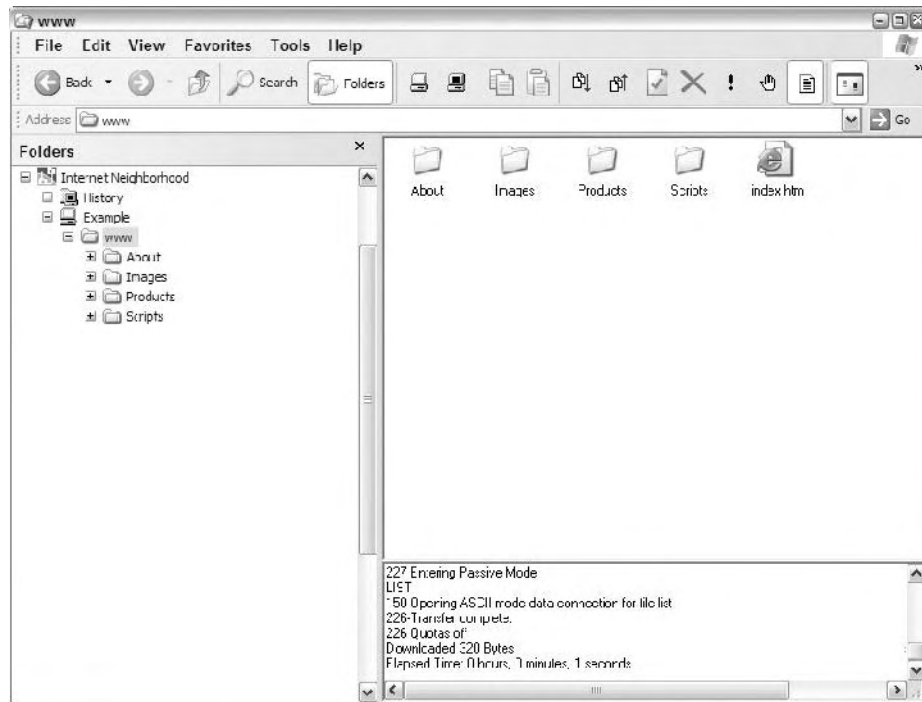 www
File Edit View Favorites Tools Help
Back Search Folders
Address www Go
Folders
Internet Neighborhood
History
Example
www
About
Images
Products
Scripts
About Images Products Scripts index.htm
227 Entering Passive Mode
LIST
150 Opening ASCII mode data connection for file list
226-Transfer complete.
226 Quotas off
Downloaded 320 Bytes
Elapsed Time: 0 hours, 0 minutes, 1 seconds